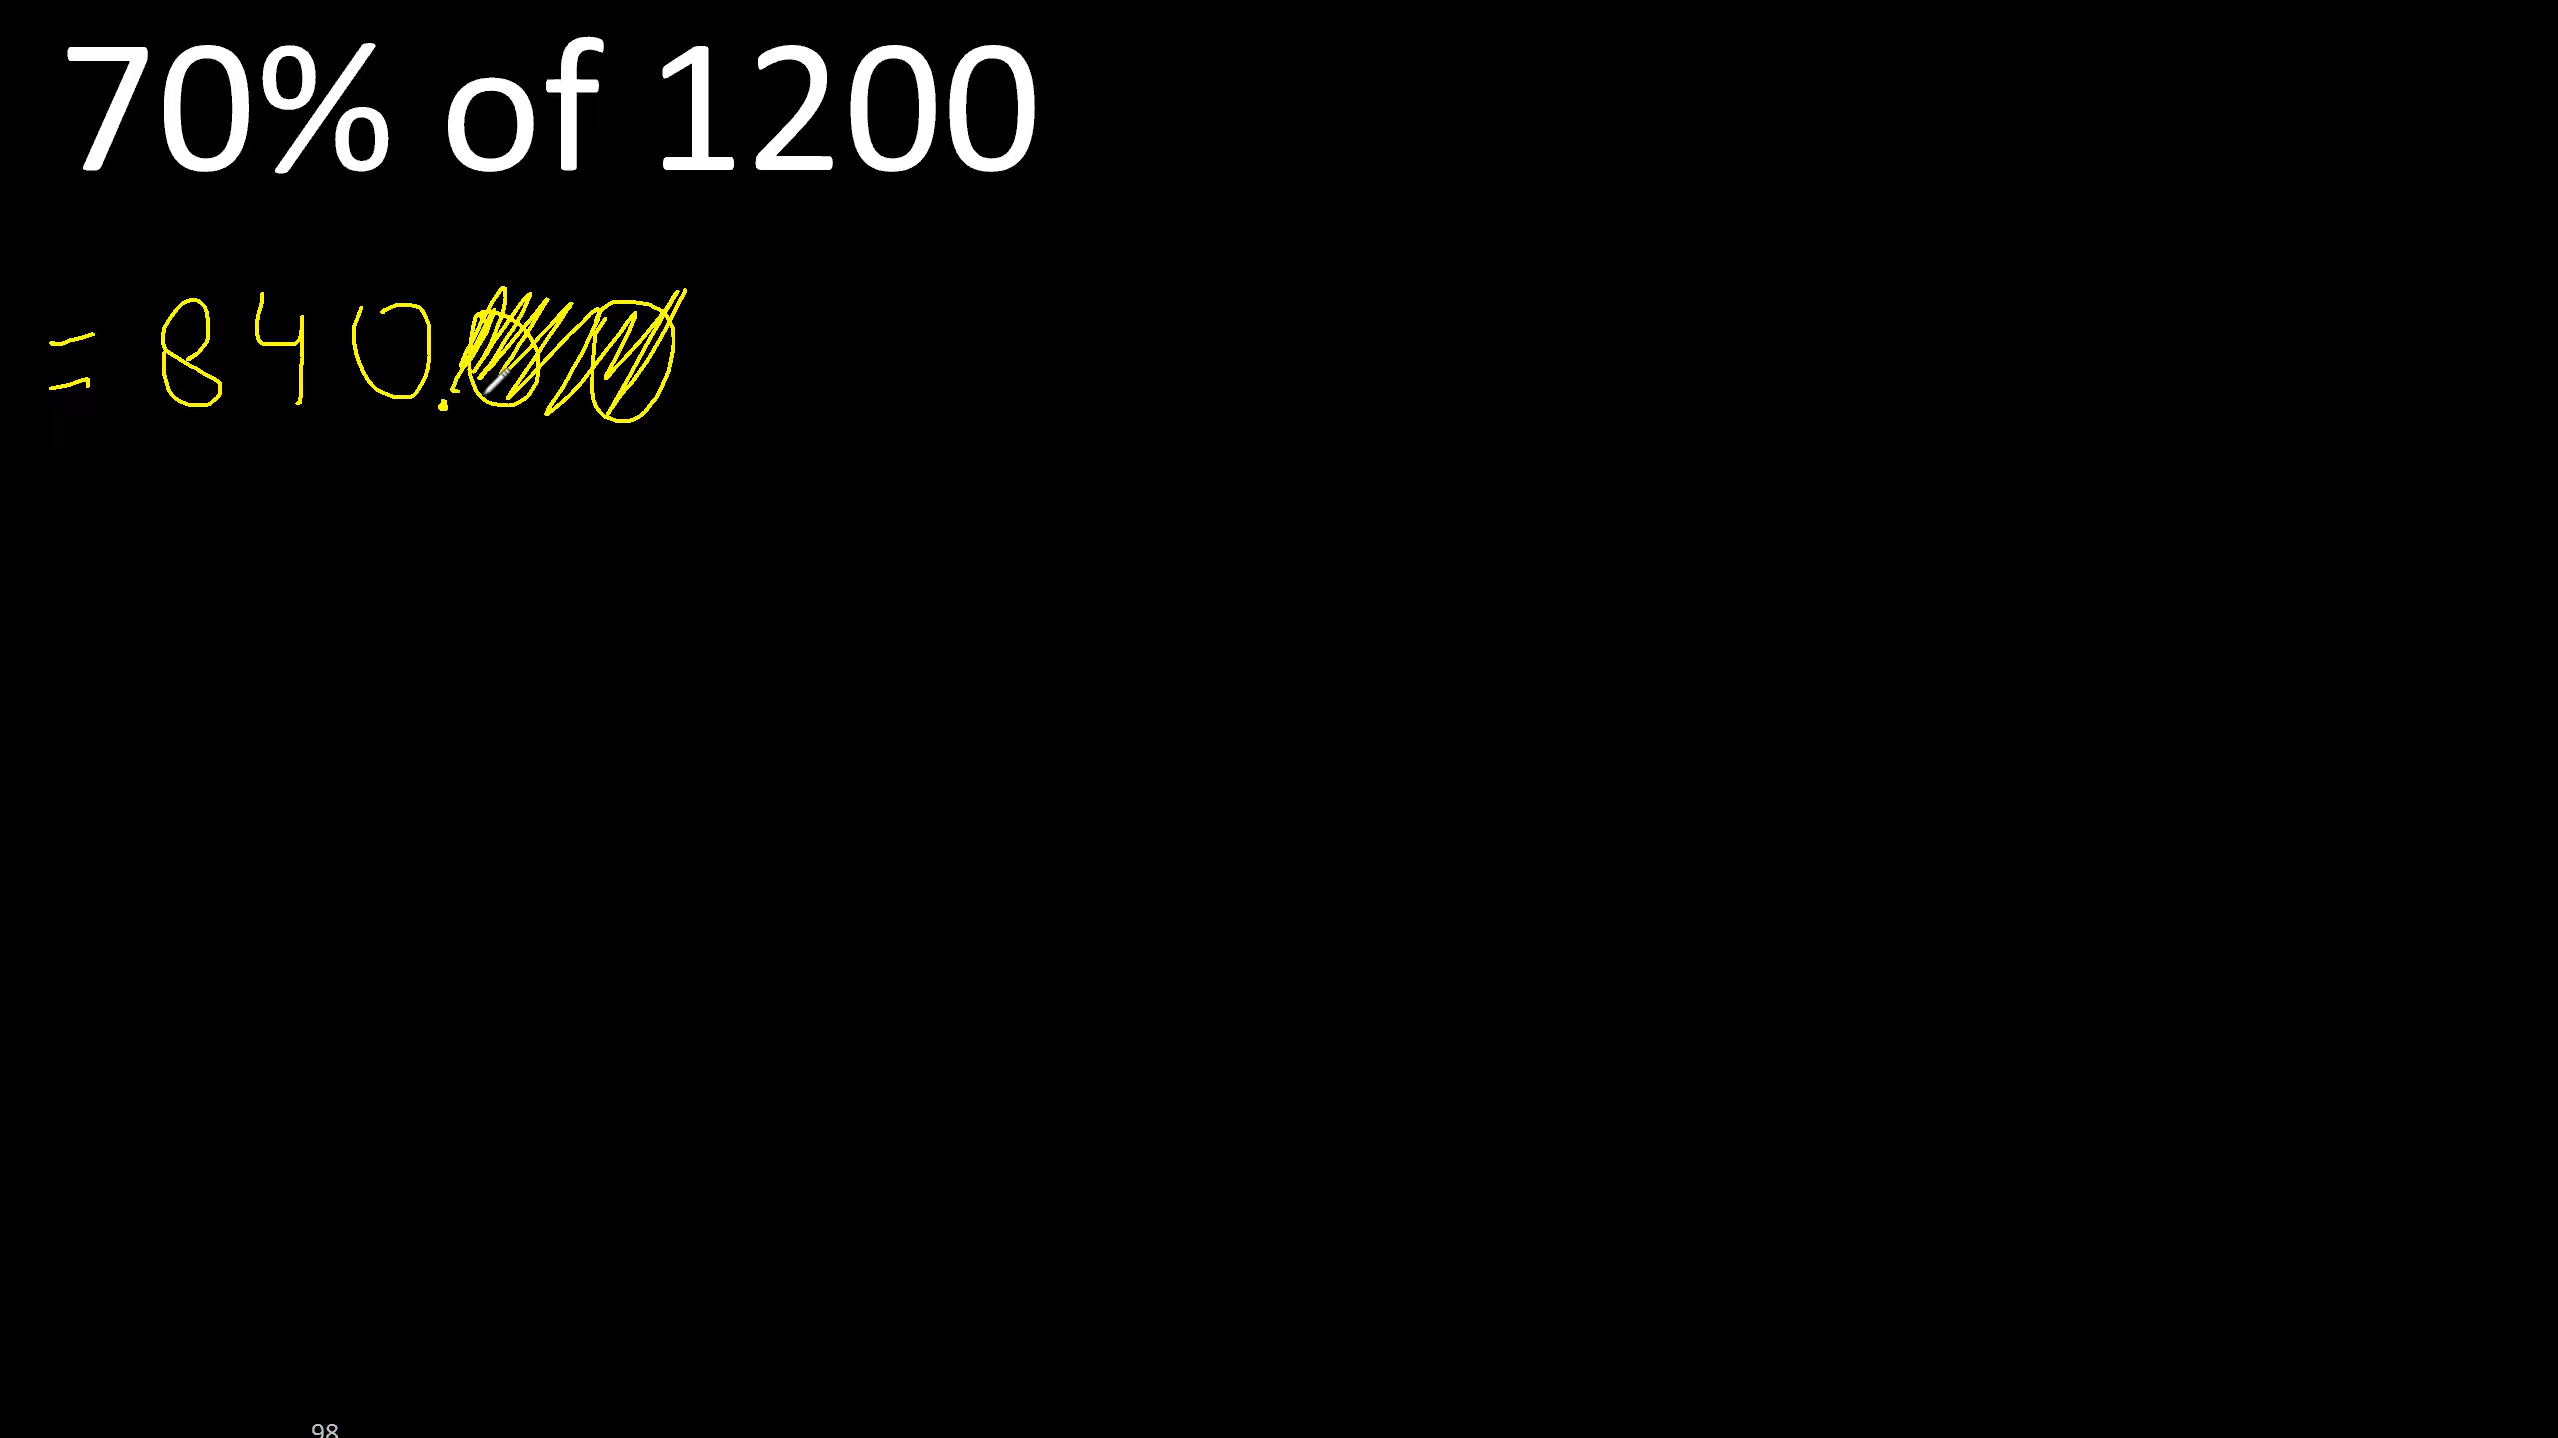 70% of 1200
= 840.
98